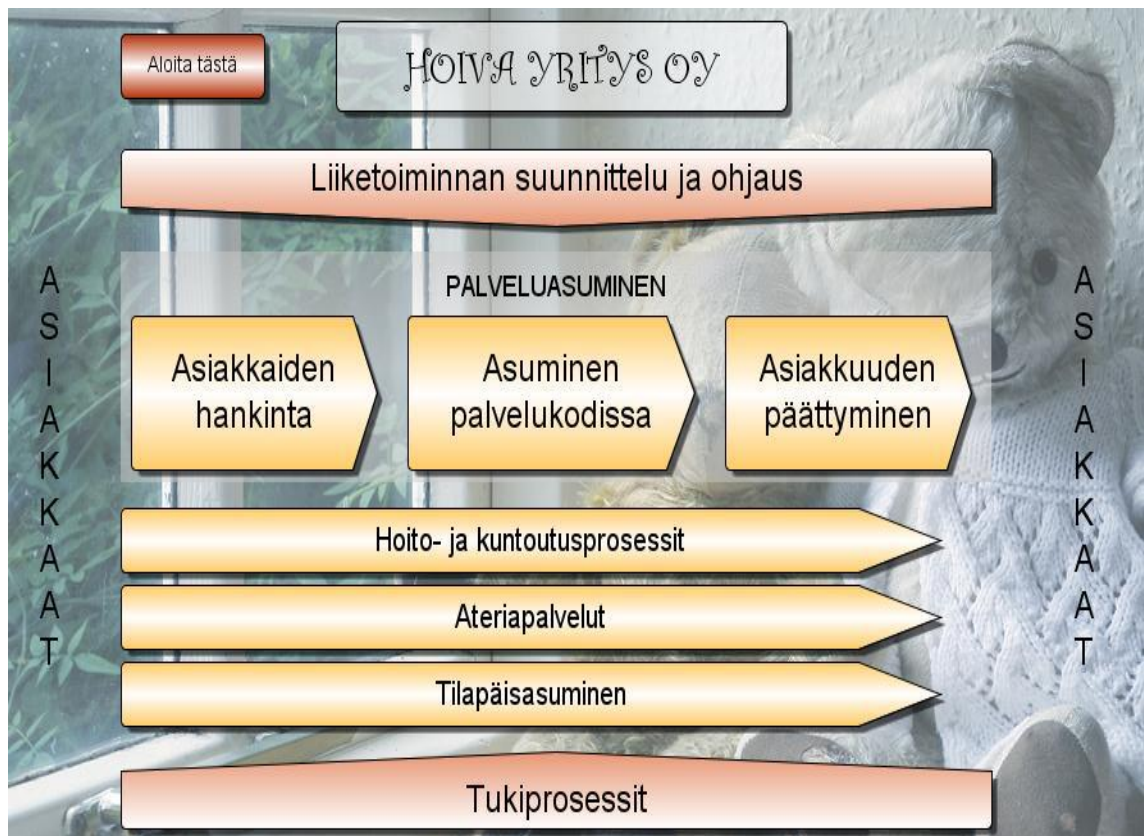 Aloita tästä
HOIVA YRITYS OY
Liiketoiminnan suunnittelu ja ohjaus
ASIAKKAAT
PALVELUASUMINEN
Asiakkaiden
hankinta
Asuminen
palvelukodissa
Asiakkuuden
päättyminen
Hoito- ja kuntoutusprosessit
Ateriapalvelut
Tilapäisasuminen
ASIAKKAAT
Tukiprosessit